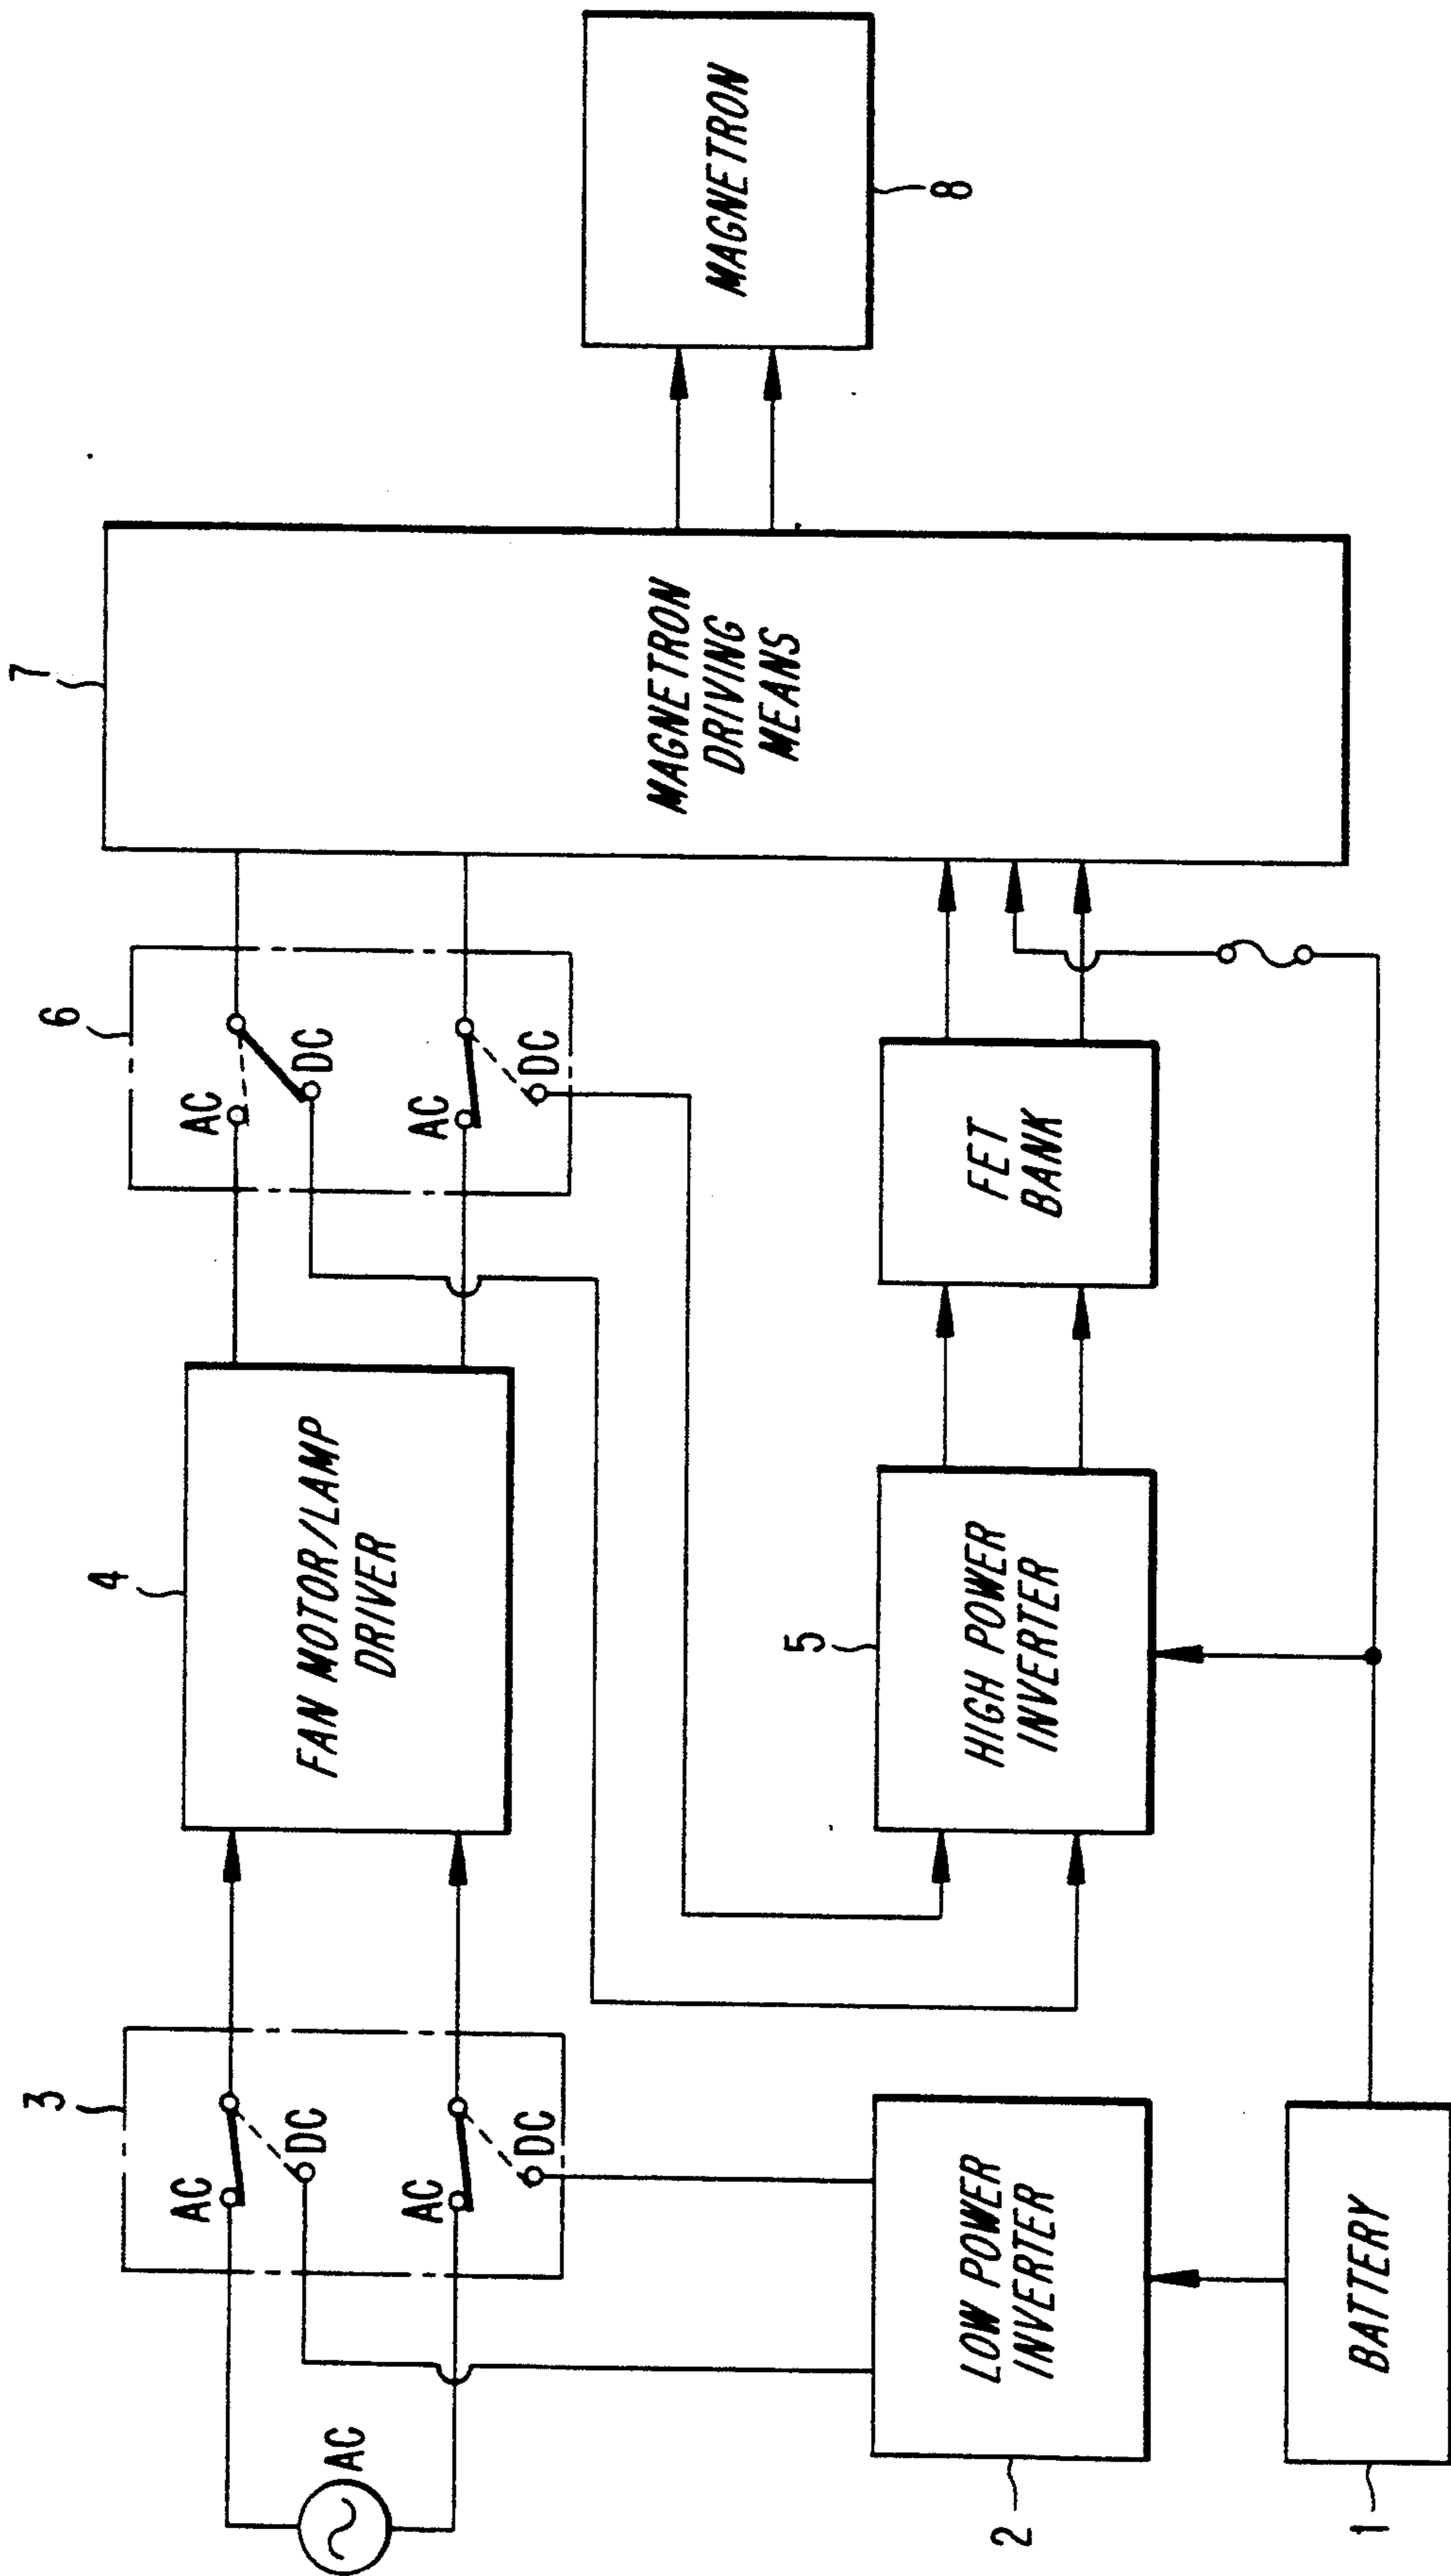 7
6
4
3
AC
DC
AC
DC
AC
DC
AC
DC
AC
FAN MOTOR/LAMP
DRIVER
MAGNETRON
DRIVING
MEANS
MAGNETRON
8
5
LOW POWER
INVERTER
HIGH POWER
INVERTER
FET
BANK
2
BATTERY
1